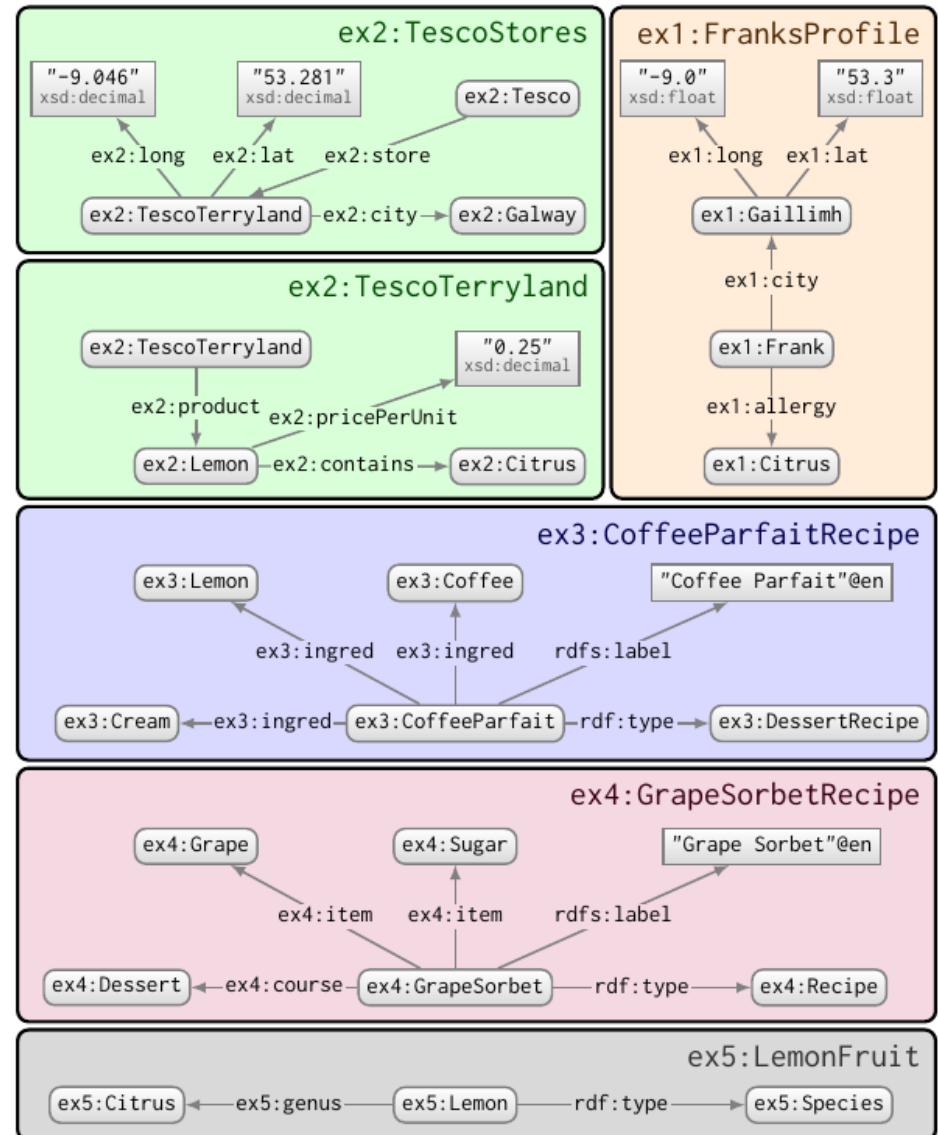 ex2:TescoStores
"-9.046"
xsd:decimal
"53.281"
xsd:decimal
ex2:Tesco
ex2:long
ex2:lat
ex2:store
ex2:TescoTerryland
ex2:city
ex2:Galway
ex1:FranksProfile
"-9.0"
xsd:float
"53.3"
xsd:float
ex1:long
ex1:lat
ex1:Gaillimh
ex1:city
ex1:Frank
ex1:allergy
ex1:Citrus
ex2:TescoTerryland
ex2:TescoTerryland
"0.25"
xsd:decimal
ex2:product
ex2:pricePerUnit
ex2:Lemon
ex2:contains
ex2:Citrus
ex3:CoffeeParfaitRecipe
ex3:Lemon
ex3:Coffee
"Coffee Parfait"@en
ex3:ingred
ex3:ingred
rdfs:label
ex3:Cream
ex3:ingred
ex3:CoffeeParfait
rdf:type
ex3:DessertRecipe
ex4:GrapeSorbetRecipe
ex4:Grape
ex4:Sugar
"Grape Sorbet"@en
ex4:item
ex4:item
rdfs:label
ex4:Dessert
ex4:course
ex4:GrapeSorbet
rdf:type
ex4:Recipe
ex5:LemonFruit
ex5:Citrus
ex5:genus
ex5:Lemon
rdf:type
ex5:Species